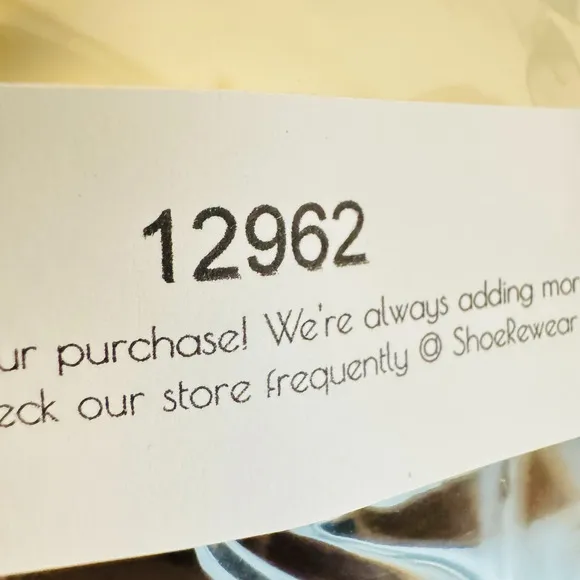 12962
ur purchase! We're always adding mor
eck our store frequently @ ShoeRewear